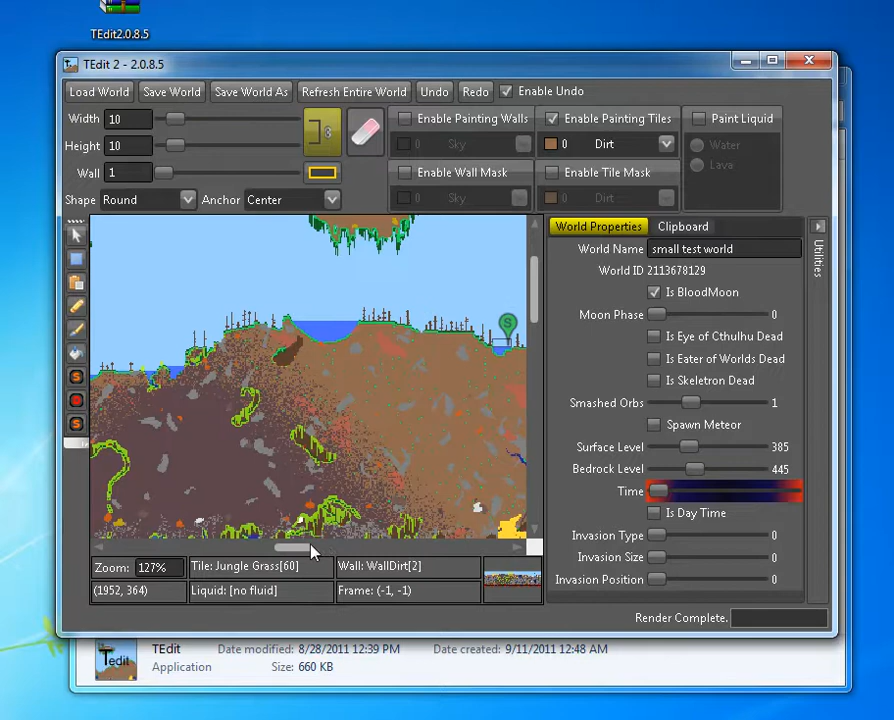 TEdit2.0.8.5
TEdit 2 - 2.0.8.5
Load World Save World Save World As Refresh Entire World Undo Redo Enable Undo
Width 10 Enable Painting Walls Enable Painting Tiles Paint Liquid
0 Sky 0 Dirt Water
Height 10
Lava
Wall 1 Enable Wall Mask Enable Tile Mask
0 Sky 0 Dirt
Shape Round Anchor Center
World Properties Clipboard
Utilities
World Name small test world
World ID 2113678129
Is BloodMoon
Moon Phase 0
Is Eye of Cthulhu Dead
Is Eater of Worlds Dead
Is Skeletron Dead
Smashed Orbs 1
Spawn Meteor
Surface Level 385
Bedrock Level 445
Time
Is Day Time
Invasion Type 0
Invasion Size 0
Invasion Position 0
S
Zoom: 127% Tile: Jungle Grass[60] Wall: WallDirt[2]
(1952, 364) Liquid: [no fluid] Frame: (-1, -1)
Render Complete.
Tedit
TEdit Date modified: 8/28/2011 12:39 PM Date created: 9/11/2011 12:48 AM
Application Size: 660 KB